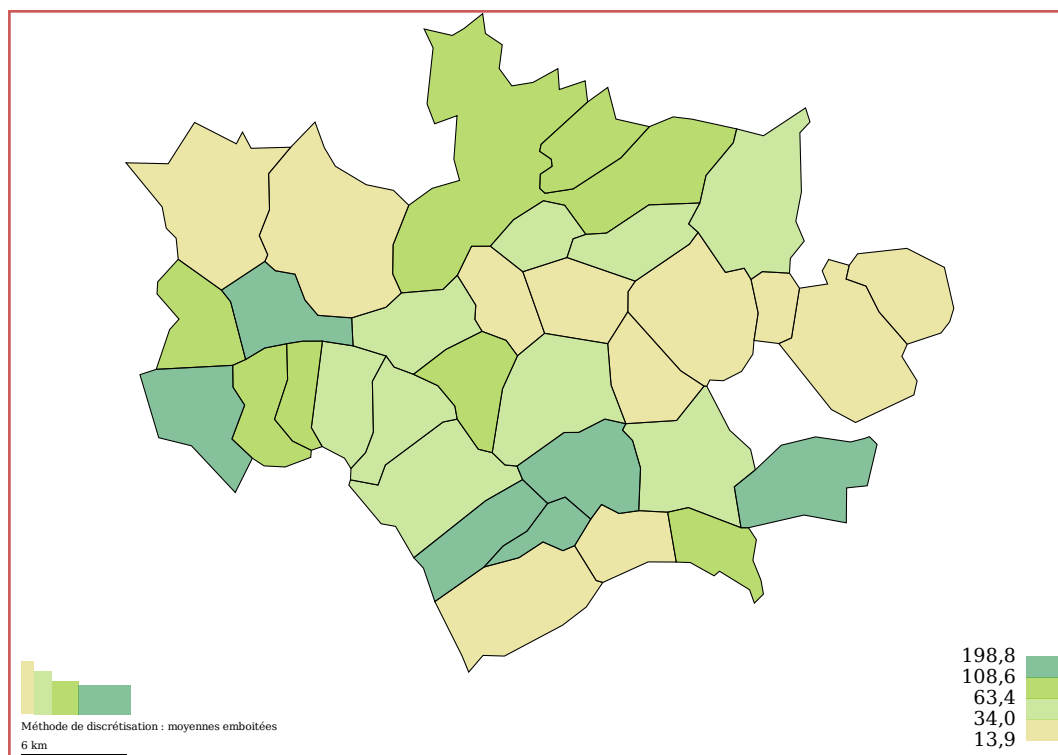 198,8
108,6
63,4
34,0
13,9
Méthode de discrétisation : moyennes emboitées
6 km